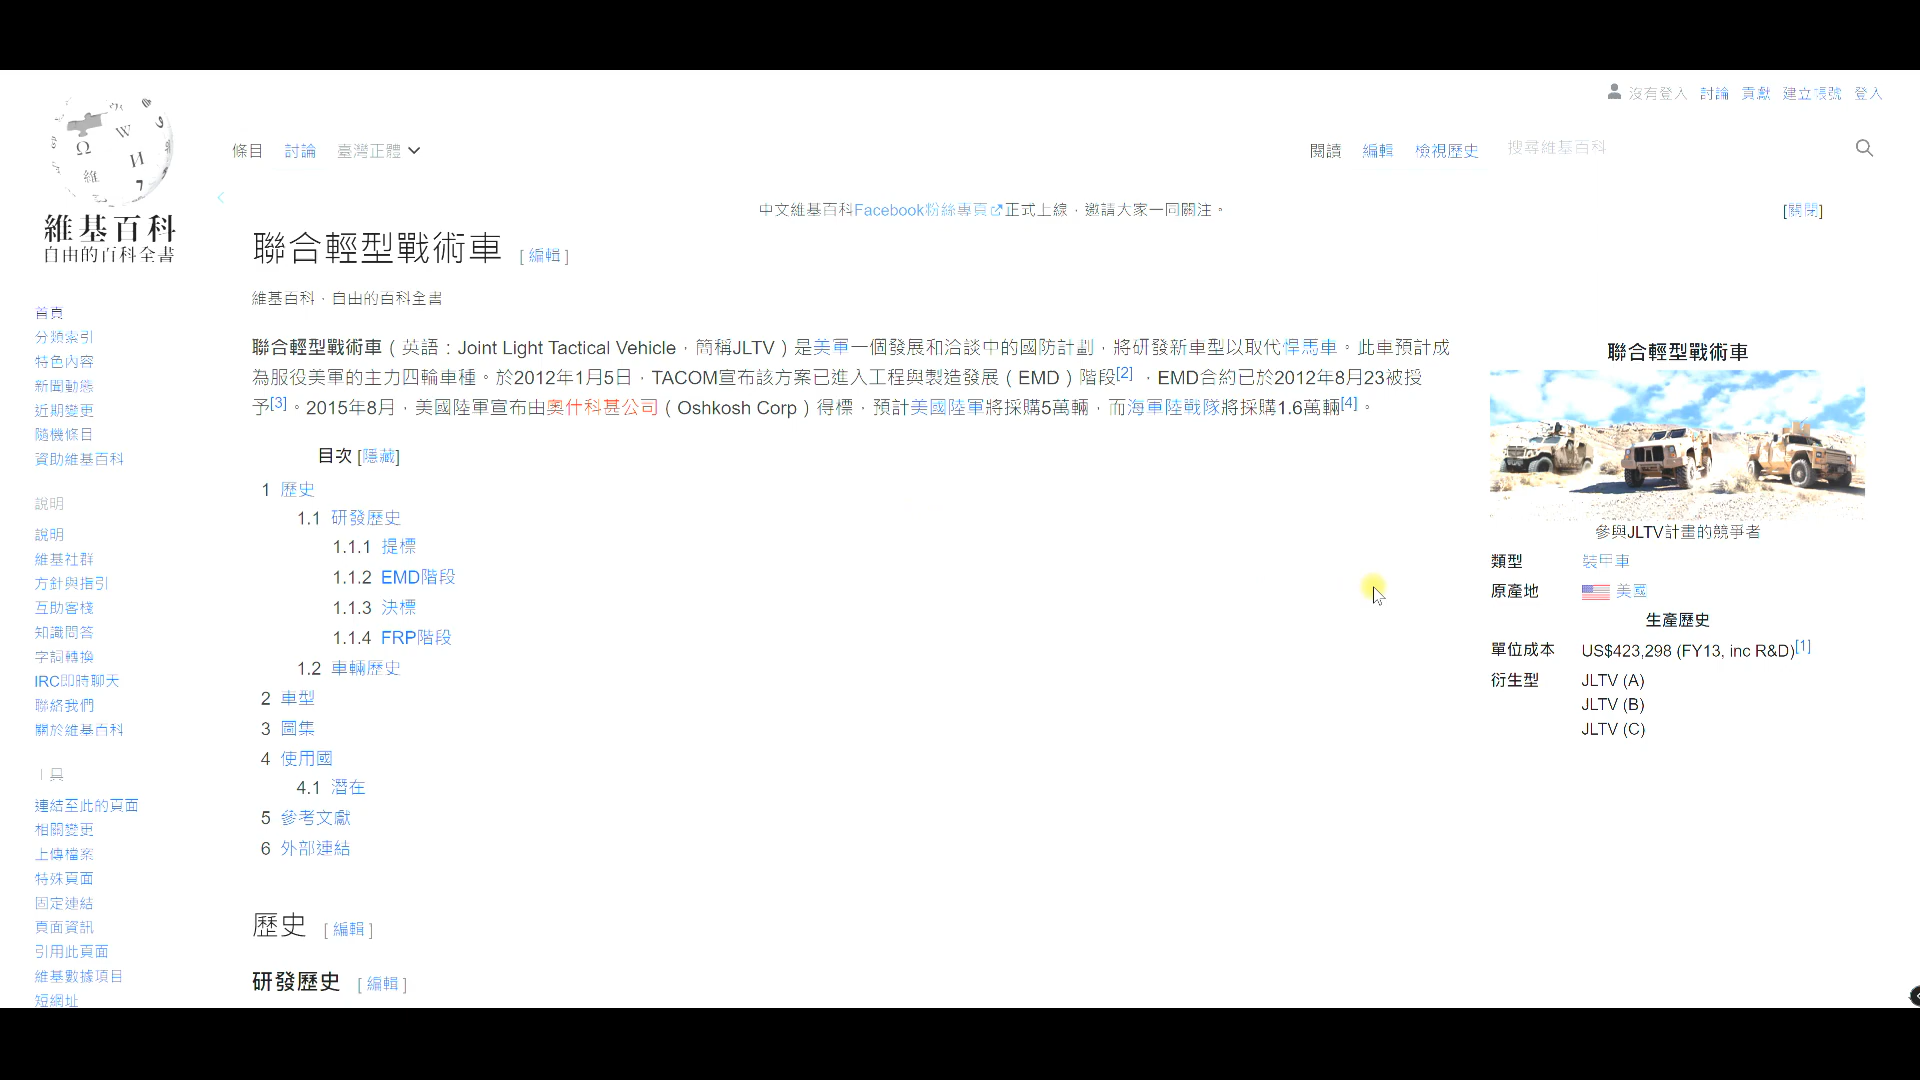 沒有登入 討論 貢獻 建立帳號 登入
條目 討論 臺灣正體
閱讀 編輯 檢視歷史 搜尋維基百科
維基百科
自由的百科全書
中文維基百科Facebook粉絲專頁正式上線，邀請大家一同關注。 [關閉]
聯合輕型戰術車 [編輯]
維基百科，自由的百科全書
聯合輕型戰術車（英語：Joint Light Tactical Vehicle，簡稱JLTV）是美軍一個發展和洽談中的國防計劃，將研發新車型以取代悍馬車。此車預計成
為服役美軍的主力四輪車種。於2012年1月5日，TACOM宣布該方案已進入工程與製造發展（EMD）階段[2]，EMD合約已於2012年8月23被授
予[3]。2015年8月，美國陸軍宣布由奧什科甚公司（Oshkosh Corp）得標，預計美國陸軍將採購5萬輛，而海軍陸戰隊將採購1.6萬輛[4]。
目次 [隱藏]
1 歷史
1.1 研發歷史
1.1.1 提標
1.1.2 EMD階段
1.1.3 決標
1.1.4 FRP階段
1.2 車輛歷史
2 車型
3 圖集
4 使用國
4.1 潛在
5 參考文獻
6 外部連結
歷史 [編輯]
研發歷史 [編輯]
聯合輕型戰術車
參與JLTV計畫的競爭者
類型 裝甲車
原產地 美國
生產歷史
單位成本 US$423,298 (FY13, inc R&D)[1]
衍生型 JLTV (A)
JLTV (B)
JLTV (C)
首頁
分類索引
特色內容
新聞動態
近期變更
隨機條目
資助維基百科
說明
說明
維基社群
方針與指引
互助客棧
知識問答
字詞轉換
IRC即時聊天
聯絡我們
關於維基百科
工具
連結至此的頁面
相關變更
上傳檔案
特殊頁面
固定連結
頁面資訊
引用此頁面
維基數據項目
短網址